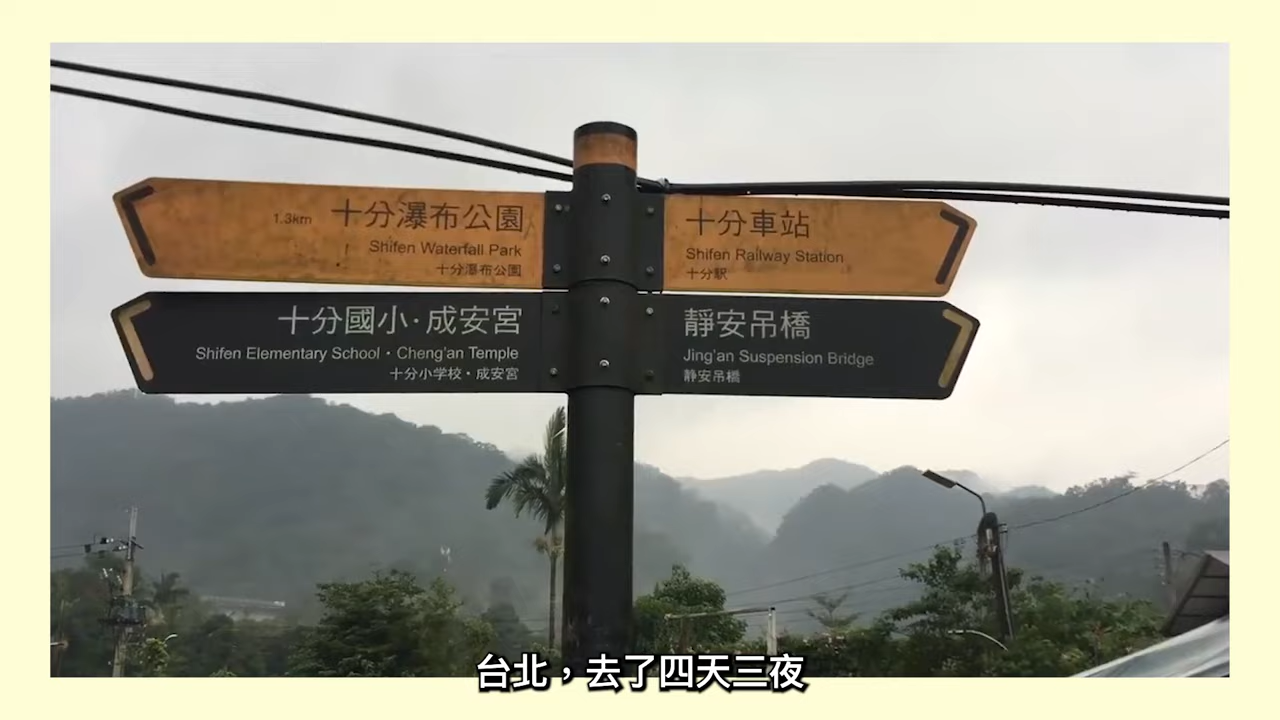 1.3km 十分瀑布公園
Shifen Waterfall Park
十分瀑布公園
十分車站
Shifen Railway Station
十分駅
十分國小·成安宮
Shifen Elementary School・Cheng'an Temple
十分小学校・成安宮
靜安吊橋
Jing'an Suspension Bridge
静安吊橋
台北，去了四天三夜